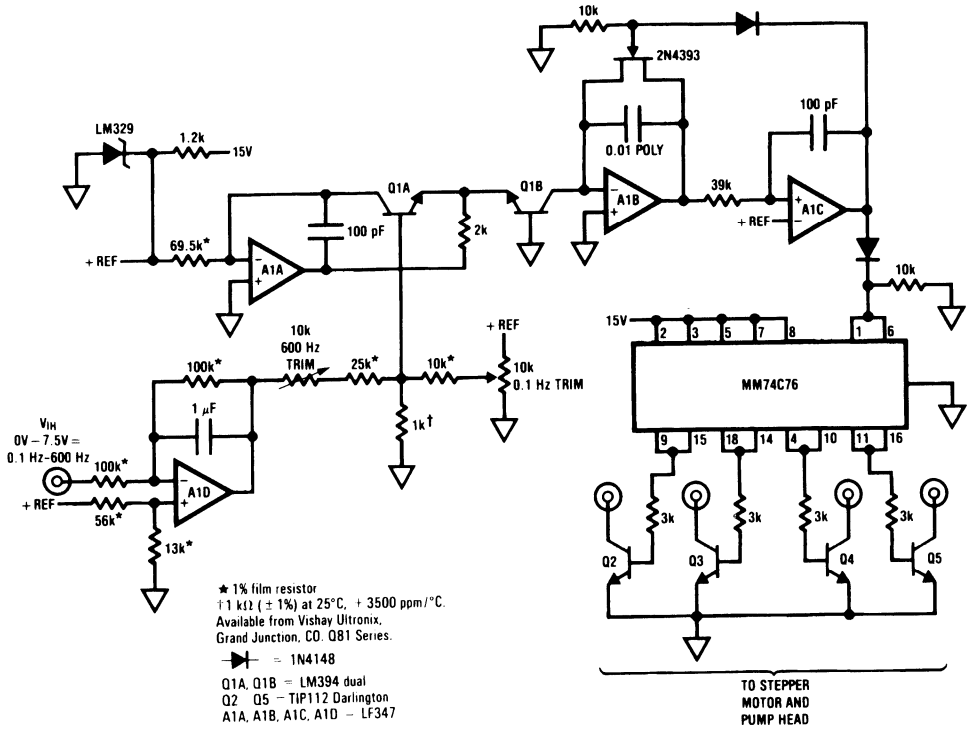 10k
2N4393
LM329
1.2k
15V
100 pF
0.01 POLY
Q1A
Q1B
A1B
39k
+ REF
A1C
100 pF
2k
+ REF
69.5k*
A1A
10k
10k
600 Hz
TRIM
25k*
10k*
+ REF
10k
0.1 Hz TRIM
15V
2 3 5 7 8 1 6
MM74C76
9 15 18 14 4 10 11 16
100k*
1 µF
1k†
VIH
0V – 7.5V =
0.1 Hz-600 Hz
100k*
+ REF
56k*
A1D
13k*
3k 3k 3k 3k
Q2 Q3 Q4 Q5
* 1% film resistor
†1 kΩ (± 1%) at 25°C, + 3500 ppm/°C.
Available from Vishay Ultronix,
Grand Junction, CO. Q81 Series.
= 1N4148
Q1A, Q1B = LM394 dual
Q2 Q5 – TIP112 Darlington
A1A, A1B, A1C, A1D – LF347
TO STEPPER
MOTOR AND
PUMP HEAD